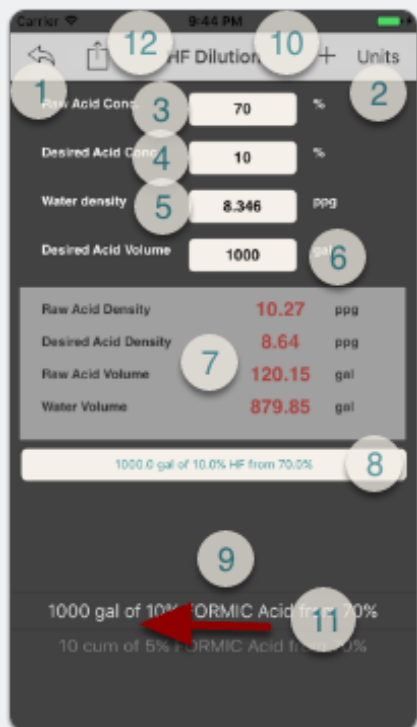 Carrier 9:44 PM
12 10
HF Dilution + Units
1 2
Raw Acid Conc. 3 70 %
Desired Acid Conc 4 10 %
Water density 5 8.346 ppg
Desired Acid Volume 1000 gal 6
Raw Acid Density 10.27 ppg
Desired Acid Density 8.64 ppg
7
Raw Acid Volume 120.15 gal
Water Volume 879.85 gal
1000.0 gal of 10.0% HF from 70.0% 8
9
1000 gal of 10% FORMIC Acid from 70% 11
10 cum of 5% FORMIC Acid from 70%